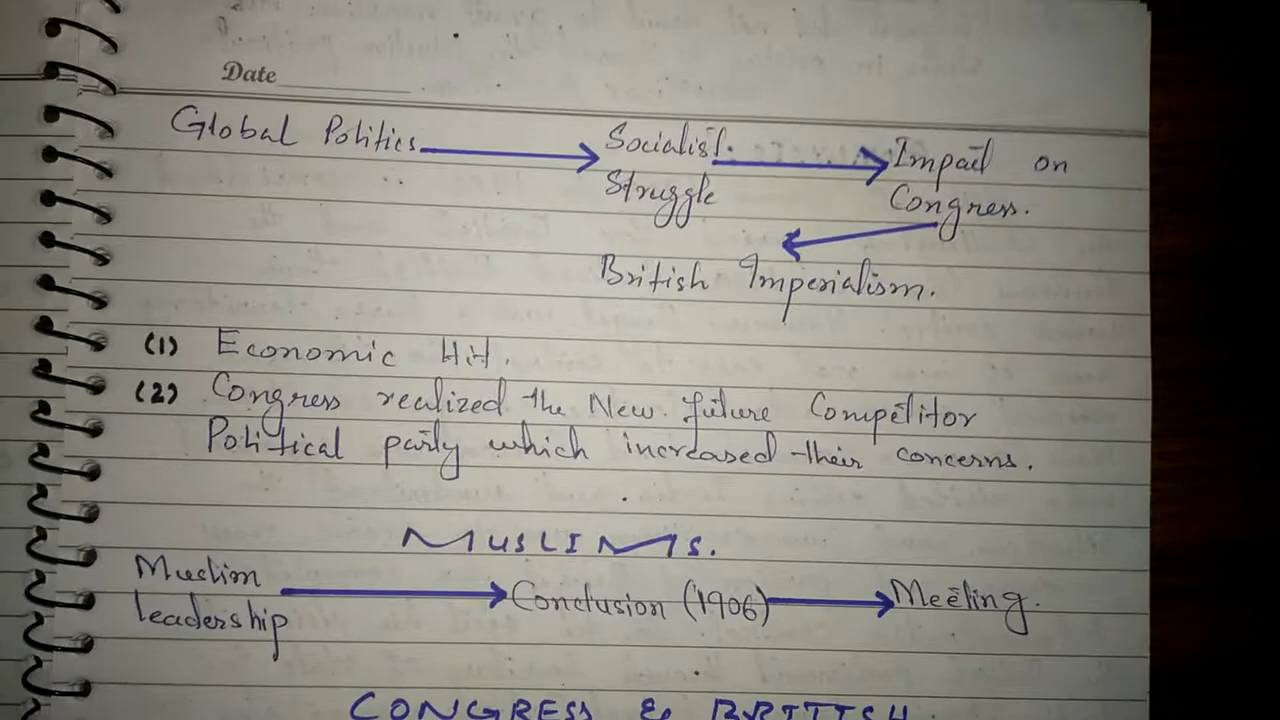 Date
Global Politics → Socialist. → Impact on
Struggle Congress.
British Imperialism.
(1) Economic Hit.
(2) Congress realized the New future Competitor
Political party which increased their concerns.
MUSLIMS.
Muslim
leadership → Conclusion (1906) → Meeting.
CONGRESS & BRITISH